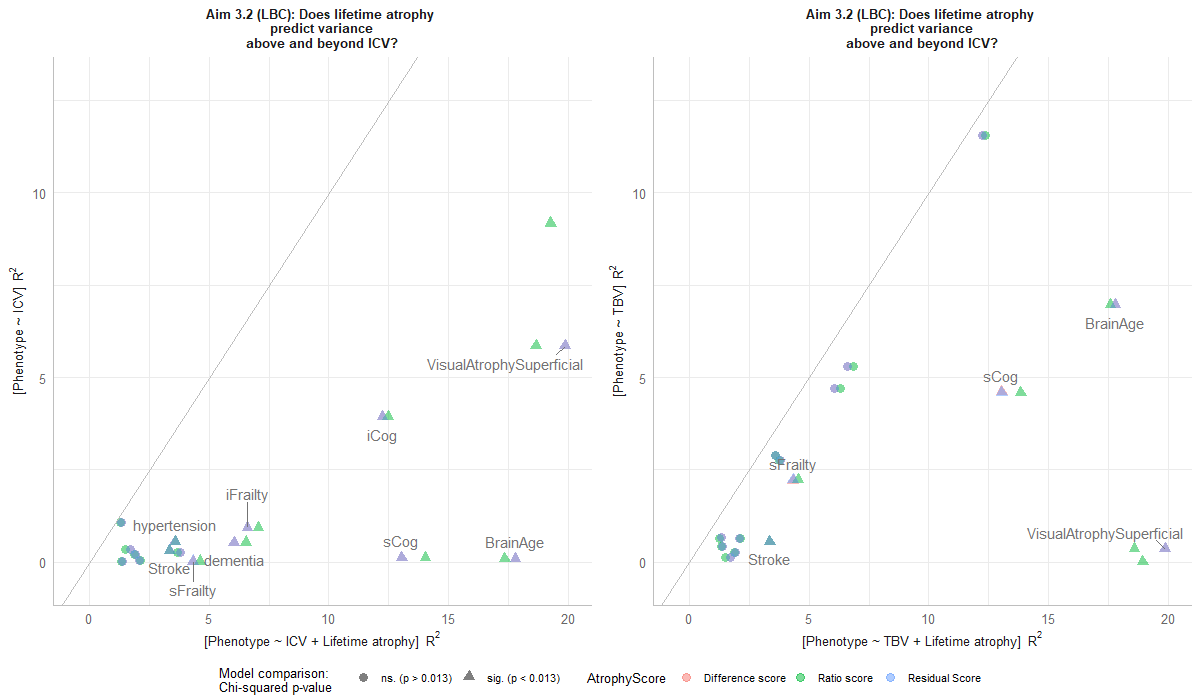 Aim 3.2 (LBC): Does lifetime atrophy
predict variance
above and beyond ICV?
[Phenotype ~ ICV] R²
10
5
0
VisualAtrophySuperficial
iCog
iFrailty
hypertension
sCog
BrainAge
Stroke
dementia
sFrailty
0 5 10 15 20
[Phenotype ~ ICV + Lifetime atrophy] R²
Aim 3.2 (LBC): Does lifetime atrophy
predict variance
above and beyond ICV?
[Phenotype ~ TBV] R²
10
5
0
BrainAge
sCog
sFrailty
VisualAtrophySuperficial
Stroke
0 5 10 15 20
[Phenotype ~ TBV + Lifetime atrophy] R²
Model comparison:
Chi-squared p-value
ns. (p > 0.013) sig. (p < 0.013)
AtrophyScore Difference score Ratio score Residual Score